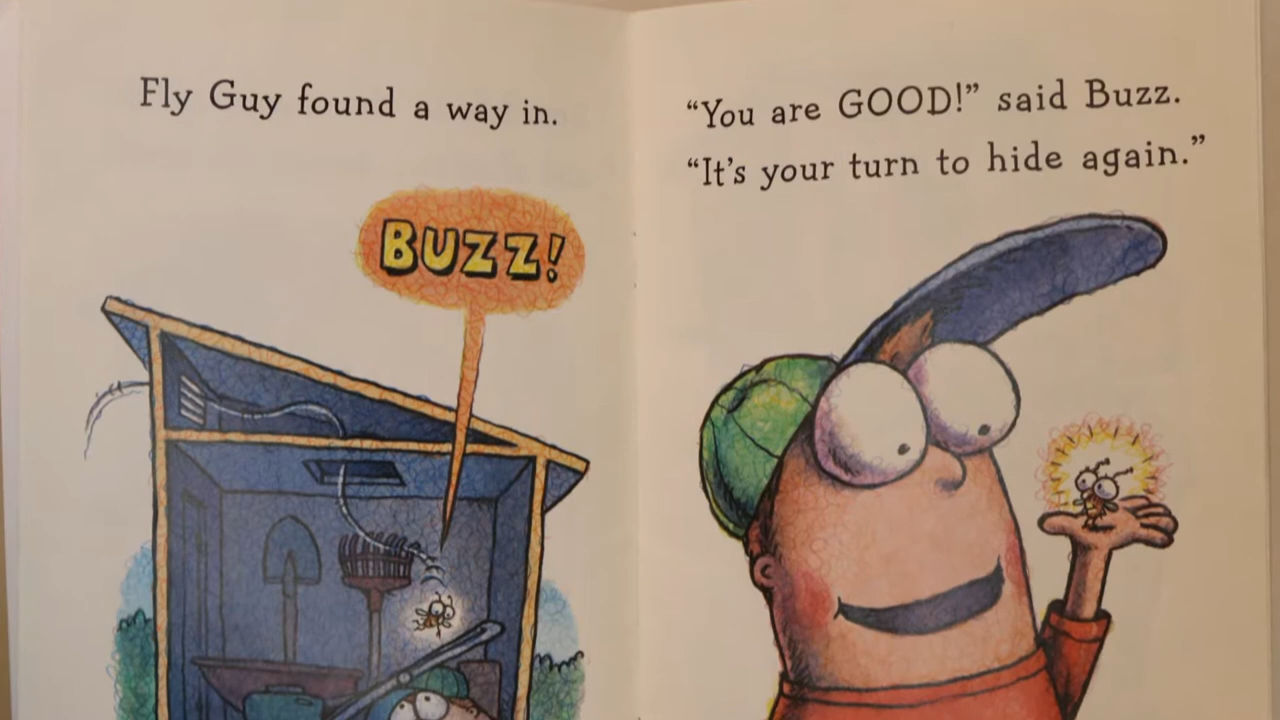 Fly Guy found a way in.
BUZZ!
“You are GOOD!” said Buzz.
“It’s your turn to hide again.”